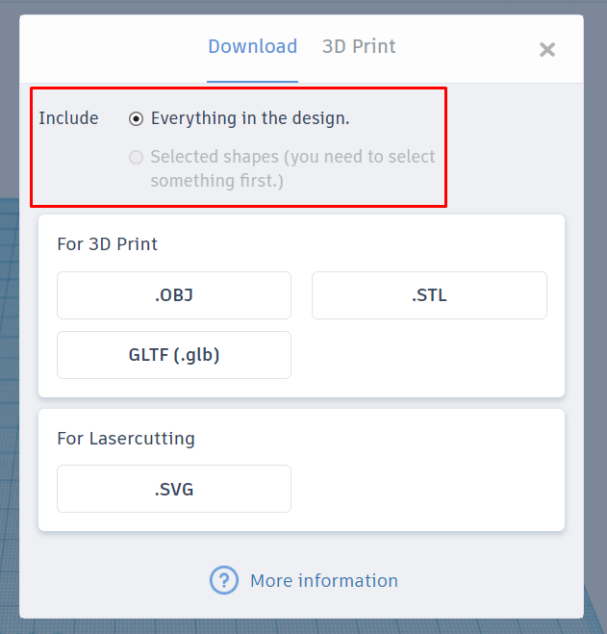 Download 3D Print
Include Everything in the design.
Selected shapes (you need to select
something first.)
For 3D Print
.OBJ .STL
GLTF (.glb)
For Lasercutting
.SVG
? More information